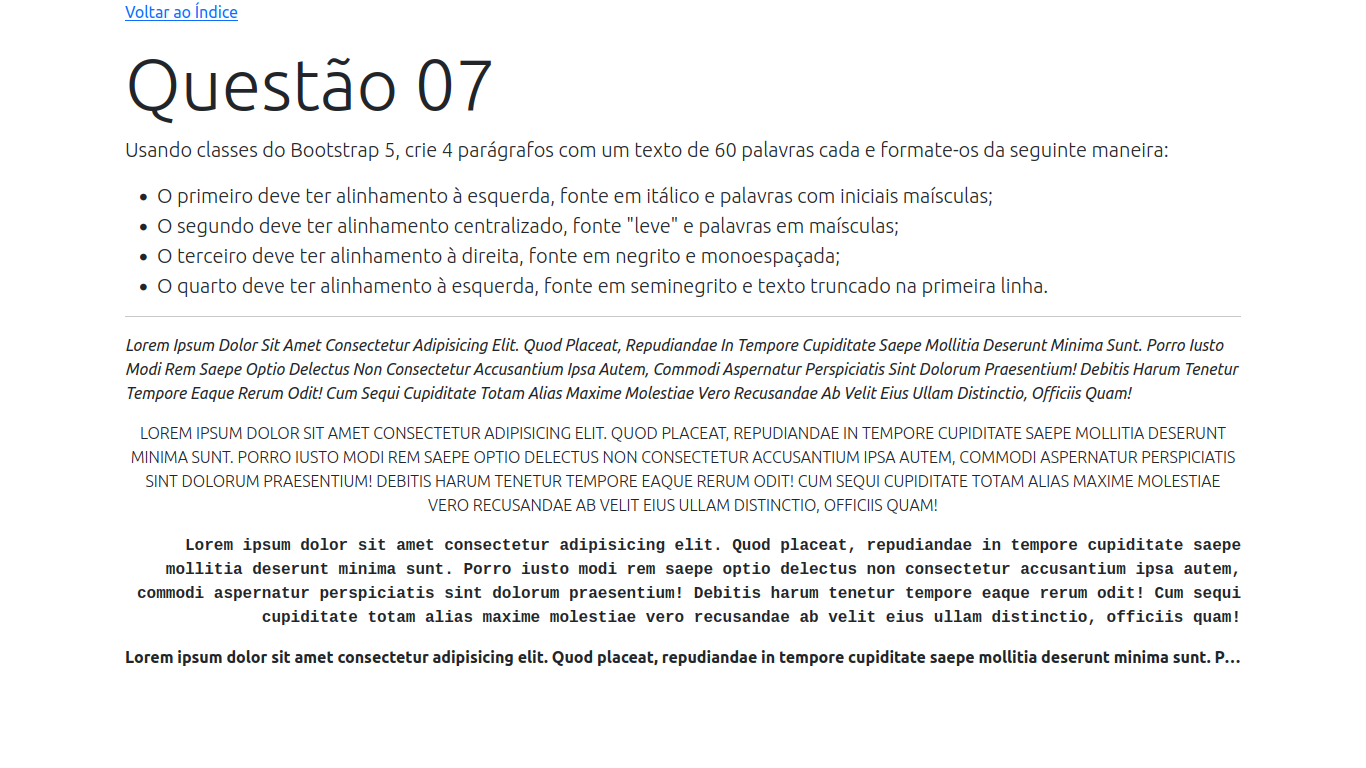 Voltar ao Índice
Questão 07
Usando classes do Bootstrap 5, crie 4 parágrafos com um texto de 60 palavras cada e formate-os da seguinte maneira:
• O primeiro deve ter alinhamento à esquerda, fonte em itálico e palavras com iniciais maísculas;
• O segundo deve ter alinhamento centralizado, fonte "leve" e palavras em maísculas;
• O terceiro deve ter alinhamento à direita, fonte em negrito e monoespaçada;
• O quarto deve ter alinhamento à esquerda, fonte em seminegrito e texto truncado na primeira linha.
Lorem Ipsum Dolor Sit Amet Consectetur Adipisicing Elit. Quod Placeat, Repudiandae In Tempore Cupiditate Saepe Mollitia Deserunt Minima Sunt. Porro Iusto
Modi Rem Saepe Optio Delectus Non Consectetur Accusantium Ipsa Autem, Commodi Aspernatur Perspiciatis Sint Dolorum Praesentium! Debitis Harum Tenetur
Tempore Eaque Rerum Odit! Cum Sequi Cupiditate Totam Alias Maxime Molestiae Vero Recusandae Ab Velit Eius Ullam Distinctio, Officiis Quam!
LOREM IPSUM DOLOR SIT AMET CONSECTETUR ADIPISICING ELIT. QUOD PLACEAT, REPUDIANDAE IN TEMPORE CUPIDITATE SAEPE MOLLITIA DESERUNT
MINIMA SUNT. PORRO IUSTO MODI REM SAEPE OPTIO DELECTUS NON CONSECTETUR ACCUSANTIUM IPSA AUTEM, COMMODI ASPERNATUR PERSPICIATIS
SINT DOLORUM PRAESENTIUM! DEBITIS HARUM TENETUR TEMPORE EAQUE RERUM ODIT! CUM SEQUI CUPIDITATE TOTAM ALIAS MAXIME MOLESTIAE
VERO RECUSANDAE AB VELIT EIUS ULLAM DISTINCTIO, OFFICIIS QUAM!
Lorem ipsum dolor sit amet consectetur adipisicing elit. Quod placeat, repudiandae in tempore cupiditate saepe
mollitia deserunt minima sunt. Porro iusto modi rem saepe optio delectus non consectetur accusantium ipsa autem,
commodi aspernatur perspiciatis sint dolorum praesentium! Debitis harum tenetur tempore eaque rerum odit! Cum sequi
cupiditate totam alias maxime molestiae vero recusandae ab velit eius ullam distinctio, officiis quam!
Lorem ipsum dolor sit amet consectetur adipisicing elit. Quod placeat, repudiandae in tempore cupiditate saepe mollitia deserunt minima sunt. P…